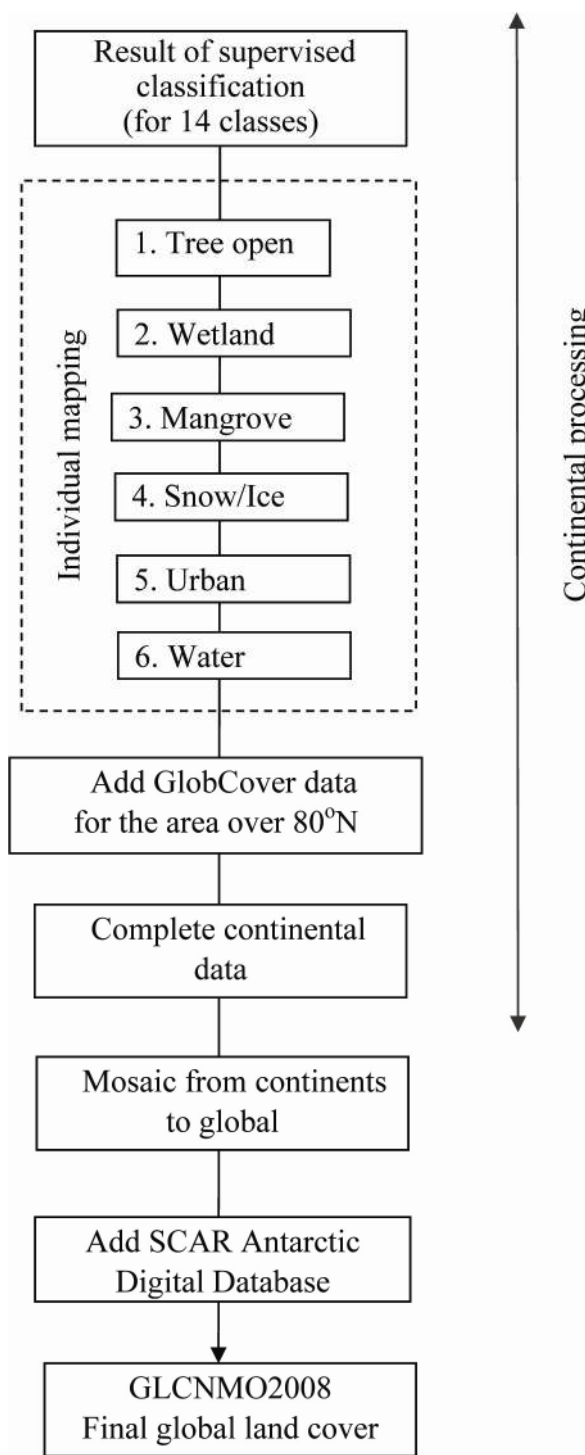 Result of supervised
classification
(for 14 classes)
Individual mapping
1. Tree open
2. Wetland
3. Mangrove
4. Snow/Ice
5. Urban
6. Water
Continental processing
Add GlobCover data
for the area over 80°N
Complete continental
data
Mosaic from continents
to global
Add SCAR Antarctic
Digital Database
GLCNMO2008
Final global land cover